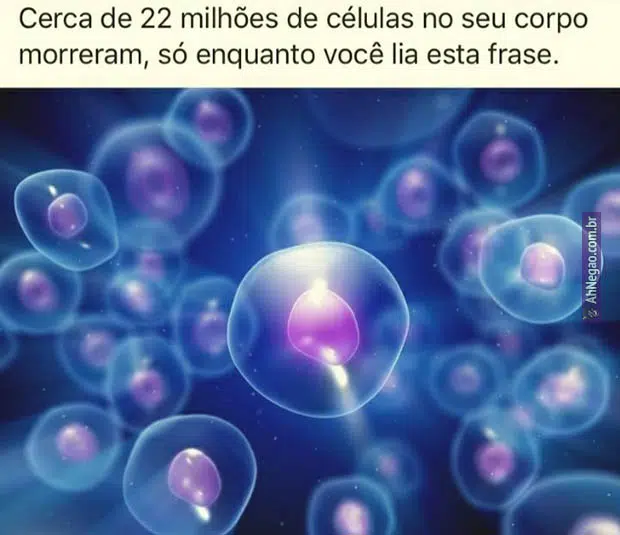 Cerca de 22 milhões de células no seu corpo
morreram, só enquanto você lia esta frase.
AhNegao.com.br